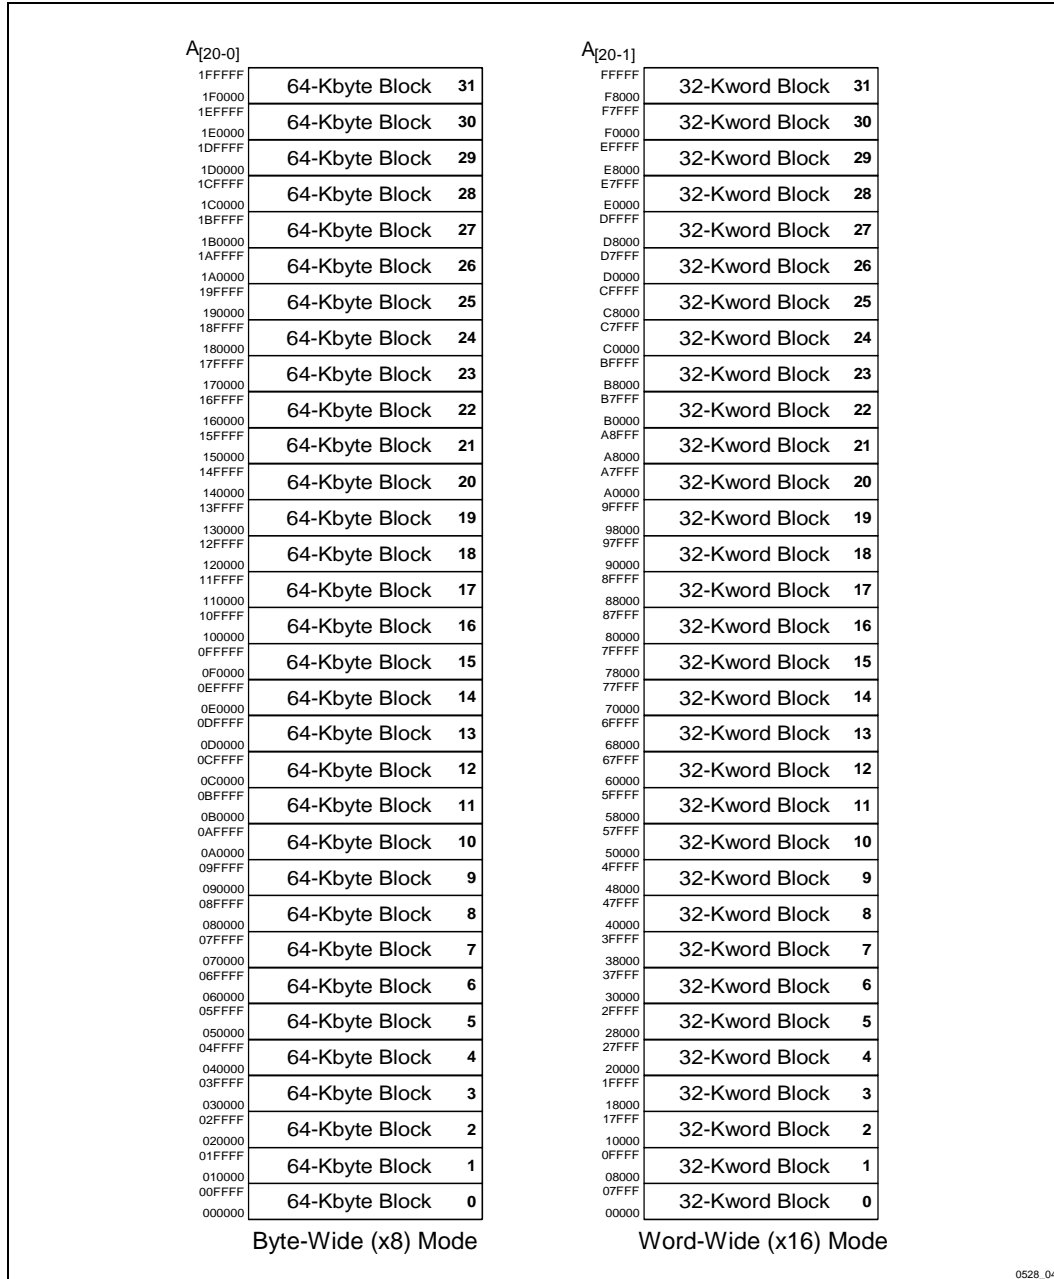 A[20-0]
1FFFFF
64-Kbyte Block 31
1F0000
1EFFFF
64-Kbyte Block 30
1E0000
1DFFFF
64-Kbyte Block 29
1D0000
1CFFFF
64-Kbyte Block 28
1C0000
1BFFFF
64-Kbyte Block 27
1B0000
1AFFFF
64-Kbyte Block 26
1A0000
19FFFF
64-Kbyte Block 25
190000
18FFFF
64-Kbyte Block 24
180000
17FFFF
64-Kbyte Block 23
170000
16FFFF
64-Kbyte Block 22
160000
15FFFF
64-Kbyte Block 21
150000
14FFFF
64-Kbyte Block 20
140000
13FFFF
64-Kbyte Block 19
130000
12FFFF
64-Kbyte Block 18
120000
11FFFF
64-Kbyte Block 17
110000
10FFFF
64-Kbyte Block 16
100000
0FFFFF
64-Kbyte Block 15
0F0000
0EFFFF
64-Kbyte Block 14
0E0000
0DFFFF
64-Kbyte Block 13
0D0000
0CFFFF
64-Kbyte Block 12
0C0000
0BFFFF
64-Kbyte Block 11
0B0000
0AFFFF
64-Kbyte Block 10
0A0000
09FFFF
64-Kbyte Block 9
090000
08FFFF
64-Kbyte Block 8
080000
07FFFF
64-Kbyte Block 7
070000
06FFFF
64-Kbyte Block 6
060000
05FFFF
64-Kbyte Block 5
050000
04FFFF
64-Kbyte Block 4
040000
03FFFF
64-Kbyte Block 3
030000
02FFFF
64-Kbyte Block 2
020000
01FFFF
64-Kbyte Block 1
010000
00FFFF
64-Kbyte Block 0
000000
Byte-Wide (x8) Mode
A[20-1]
FFFFF
32-Kword Block 31
F8000
F7FFF
32-Kword Block 30
F0000
EFFFF
32-Kword Block 29
E8000
E7FFF
32-Kword Block 28
E0000
DFFFF
32-Kword Block 27
D8000
D7FFF
32-Kword Block 26
D0000
CFFFF
32-Kword Block 25
C8000
C7FFF
32-Kword Block 24
C0000
BFFFF
32-Kword Block 23
B8000
B7FFF
32-Kword Block 22
B0000
A8FFF
32-Kword Block 21
A8000
A7FFF
32-Kword Block 20
A0000
9FFFF
32-Kword Block 19
98000
97FFF
32-Kword Block 18
90000
8FFFF
32-Kword Block 17
88000
87FFF
32-Kword Block 16
80000
7FFFF
32-Kword Block 15
78000
77FFF
32-Kword Block 14
70000
6FFFF
32-Kword Block 13
68000
67FFF
32-Kword Block 12
60000
5FFFF
32-Kword Block 11
58000
57FFF
32-Kword Block 10
50000
4FFFF
32-Kword Block 9
48000
47FFF
32-Kword Block 8
40000
3FFFF
32-Kword Block 7
38000
37FFF
32-Kword Block 6
30000
2FFFF
32-Kword Block 5
28000
27FFF
32-Kword Block 4
20000
1FFFF
32-Kword Block 3
18000
17FFF
32-Kword Block 2
10000
0FFFF
32-Kword Block 1
08000
07FFF
32-Kword Block 0
00000
Word-Wide (x16) Mode
0528_04